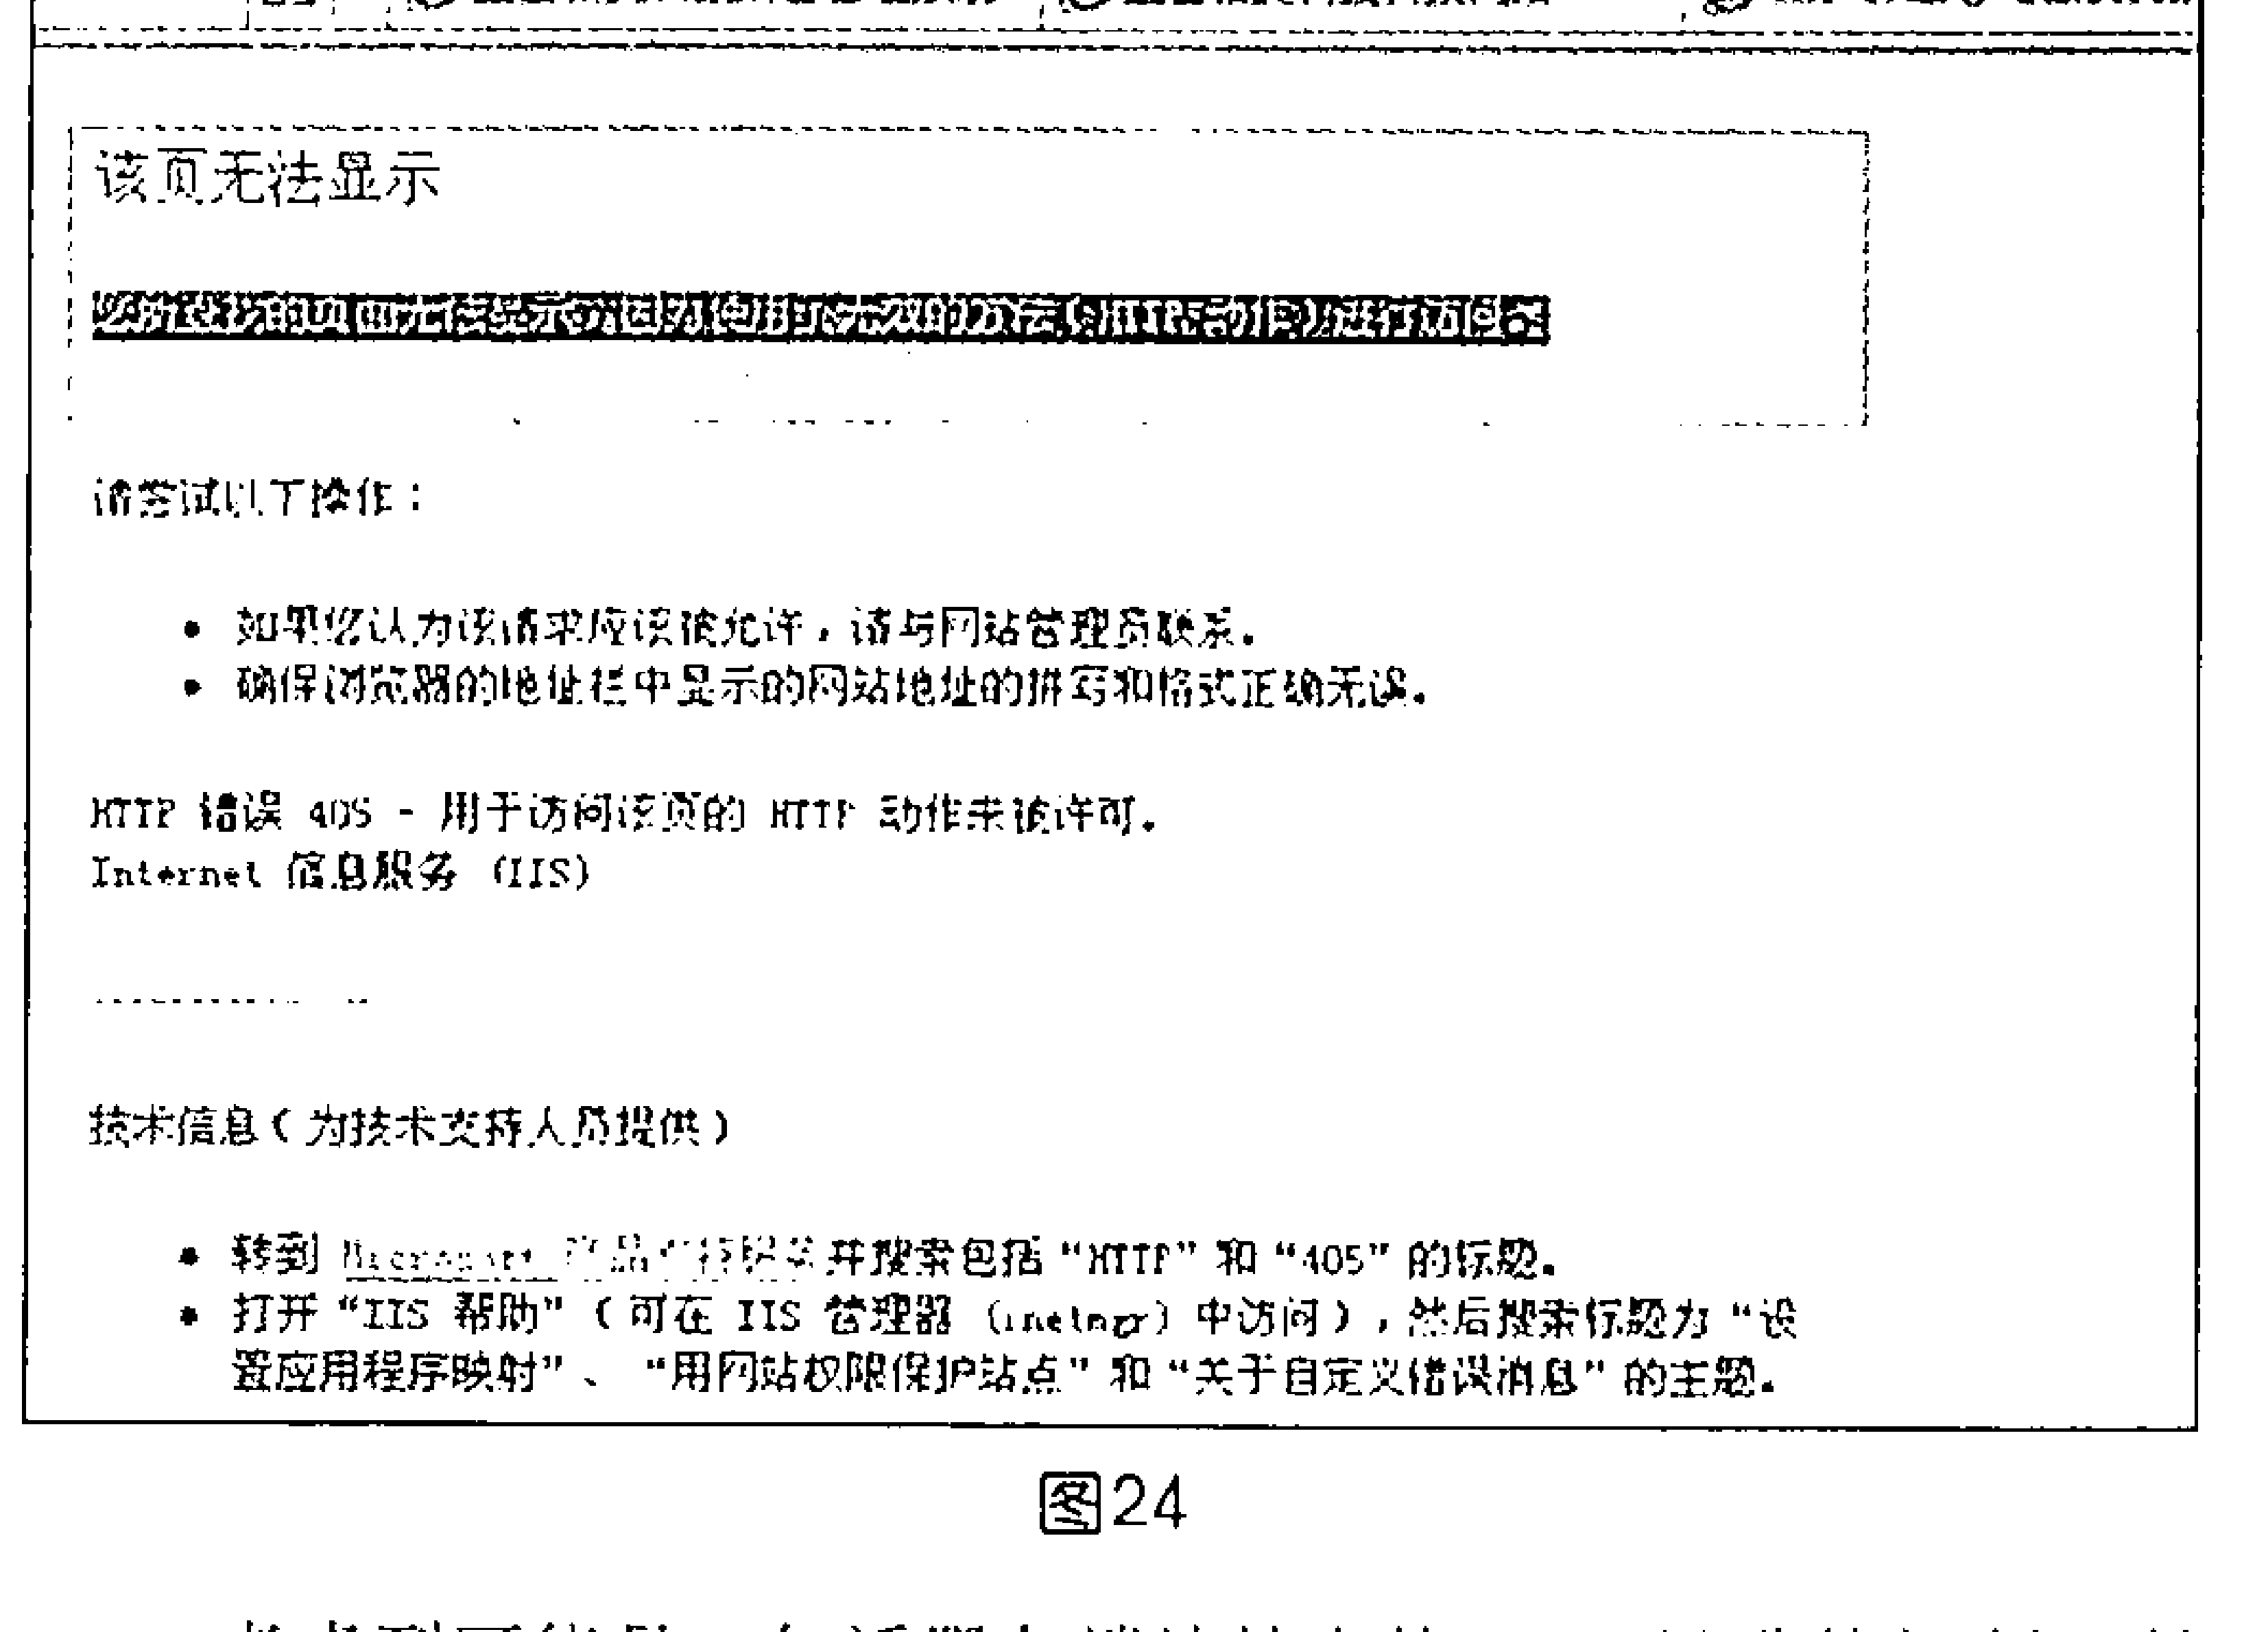 该页无法显示
请尝试以下操作：
• 如果您认为该请求应该被允许，请与网站管理员联系。
• 确保浏览器的地址栏中显示的网站地址的拼写和格式正确无误。
HTTP 错误 405 - 用于访问该页的 HTTP 动作未被许可。
Internet 信息服务 (IIS)
技术信息（为技术支持人员提供）
• 转到 Microsoft 产品支持服务并搜索包括“HTTP”和“405”的标题。
• 打开“IIS 帮助”（可在 IIS 管理器 (inetmgr) 中访问），然后搜索标题为“设
置应用程序映射”、“用网站权限保护站点”和“关于自定义错误消息”的主题。
图24